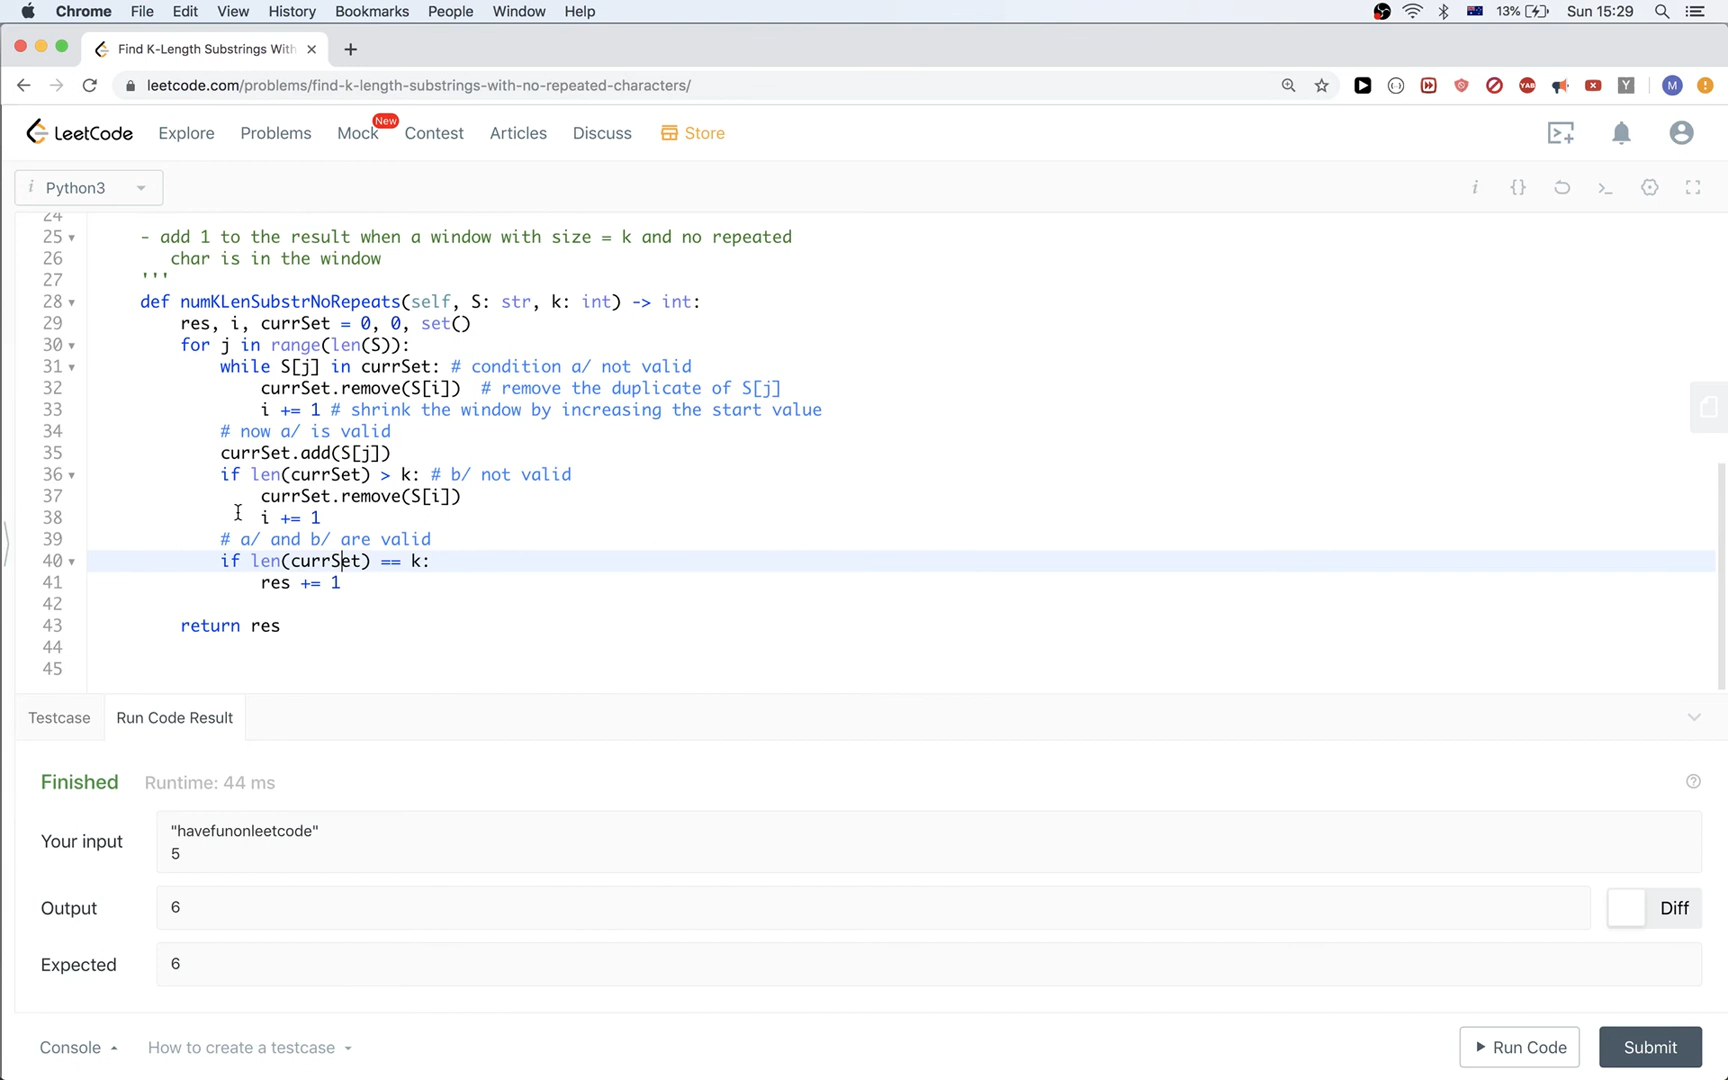 Chrome File Edit View History Bookmarks People Window Help 13% Sun 15:29
Find K-Length Substrings With
leetcode.com/problems/find-k-length-substrings-with-no-repeated-characters/
YAB Y M
LeetCode Explore Problems Mock New Contest Articles Discuss Store
i Python3 i {}
24
25 - add 1 to the result when a window with size = k and no repeated
26 char is in the window
27 '''
28 def numKLenSubstrNoRepeats(self, S: str, k: int) -> int:
29 res, i, currSet = 0, 0, set()
30 for j in range(len(S)):
31 while S[j] in currSet: # condition a/ not valid
32 currSet.remove(S[i]) # remove the duplicate of S[j]
33 i += 1 # shrink the window by increasing the start value
34 # now a/ is valid
35 currSet.add(S[j])
36 if len(currSet) > k: # b/ not valid
37 currSet.remove(S[i])
38 i += 1
39 # a/ and b/ are valid
40 if len(currSet) == k:
41 res += 1
42
43 return res
44
45
Testcase Run Code Result
Finished Runtime: 44 ms
Your input
"havefunonleetcode"
5
Output 6 Diff
Expected 6
Console How to create a testcase Run Code Submit